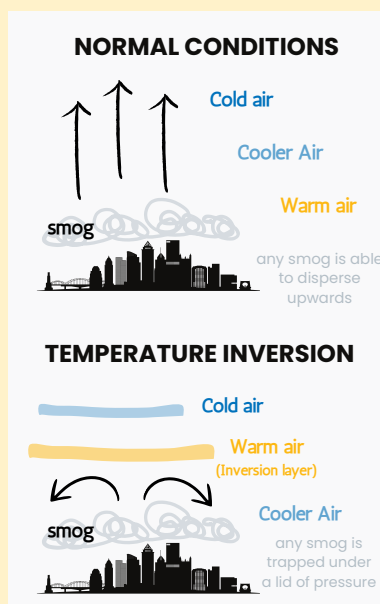 NORMAL CONDITIONS
Cold air
Cooler Air
Warm air
smog
any smog is able
to disperse
upwards
TEMPERATURE INVERSION
Cold air
Warm air
(Inversion layer)
Cooler Air
smog
any smog is
trapped under
a lid of pressure